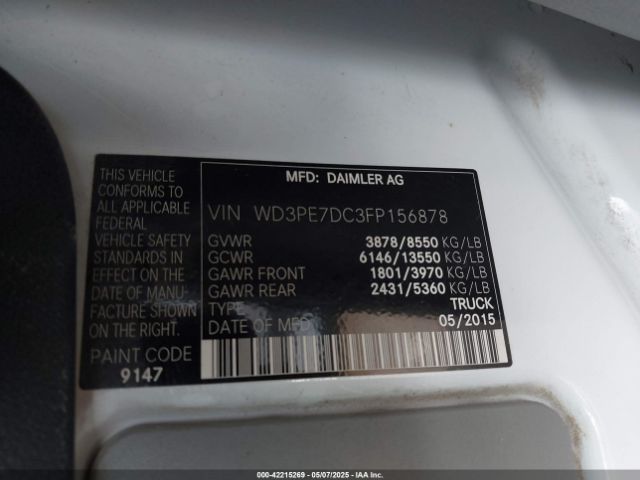 THIS VEHICLE
CONFORMS TO
ALL APPLICABLE
FEDERAL
VEHICLE SAFETY
STANDARDS IN
EFFECT ON THE
DATE OF MANU-
FACTURE SHOWN
ON THE RIGHT.
PAINT CODE
9147
MFD: DAIMLER AG
VIN WD3PE7DC3FP156878
GVWR 3878/8550 KG/LB
GCWR 6146/13550 KG/LB
GAWR FRONT 1801/3970 KG/LB
GAWR REAR 2431/5360 KG/LB
TYPE TRUCK
DATE OF MFD 05/2015
000-42215269 - 05/07/2025 - IAA Inc.